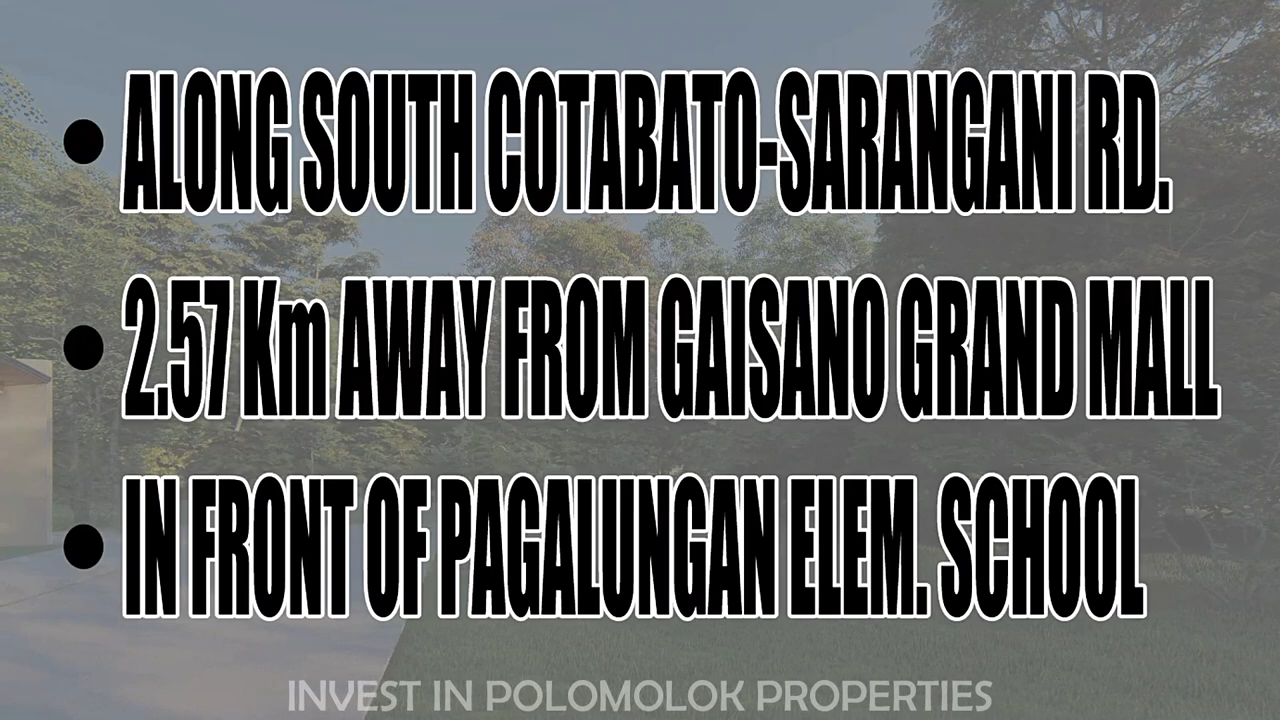 • ALONG SOUTH COTABATO-SARANGANI RD.
• 2.57 Km AWAY FROM GAISANO GRAND MALL
• IN FRONT OF PAGALUNGAN ELEM. SCHOOL
INVEST IN POLOMOLOK PROPERTIES